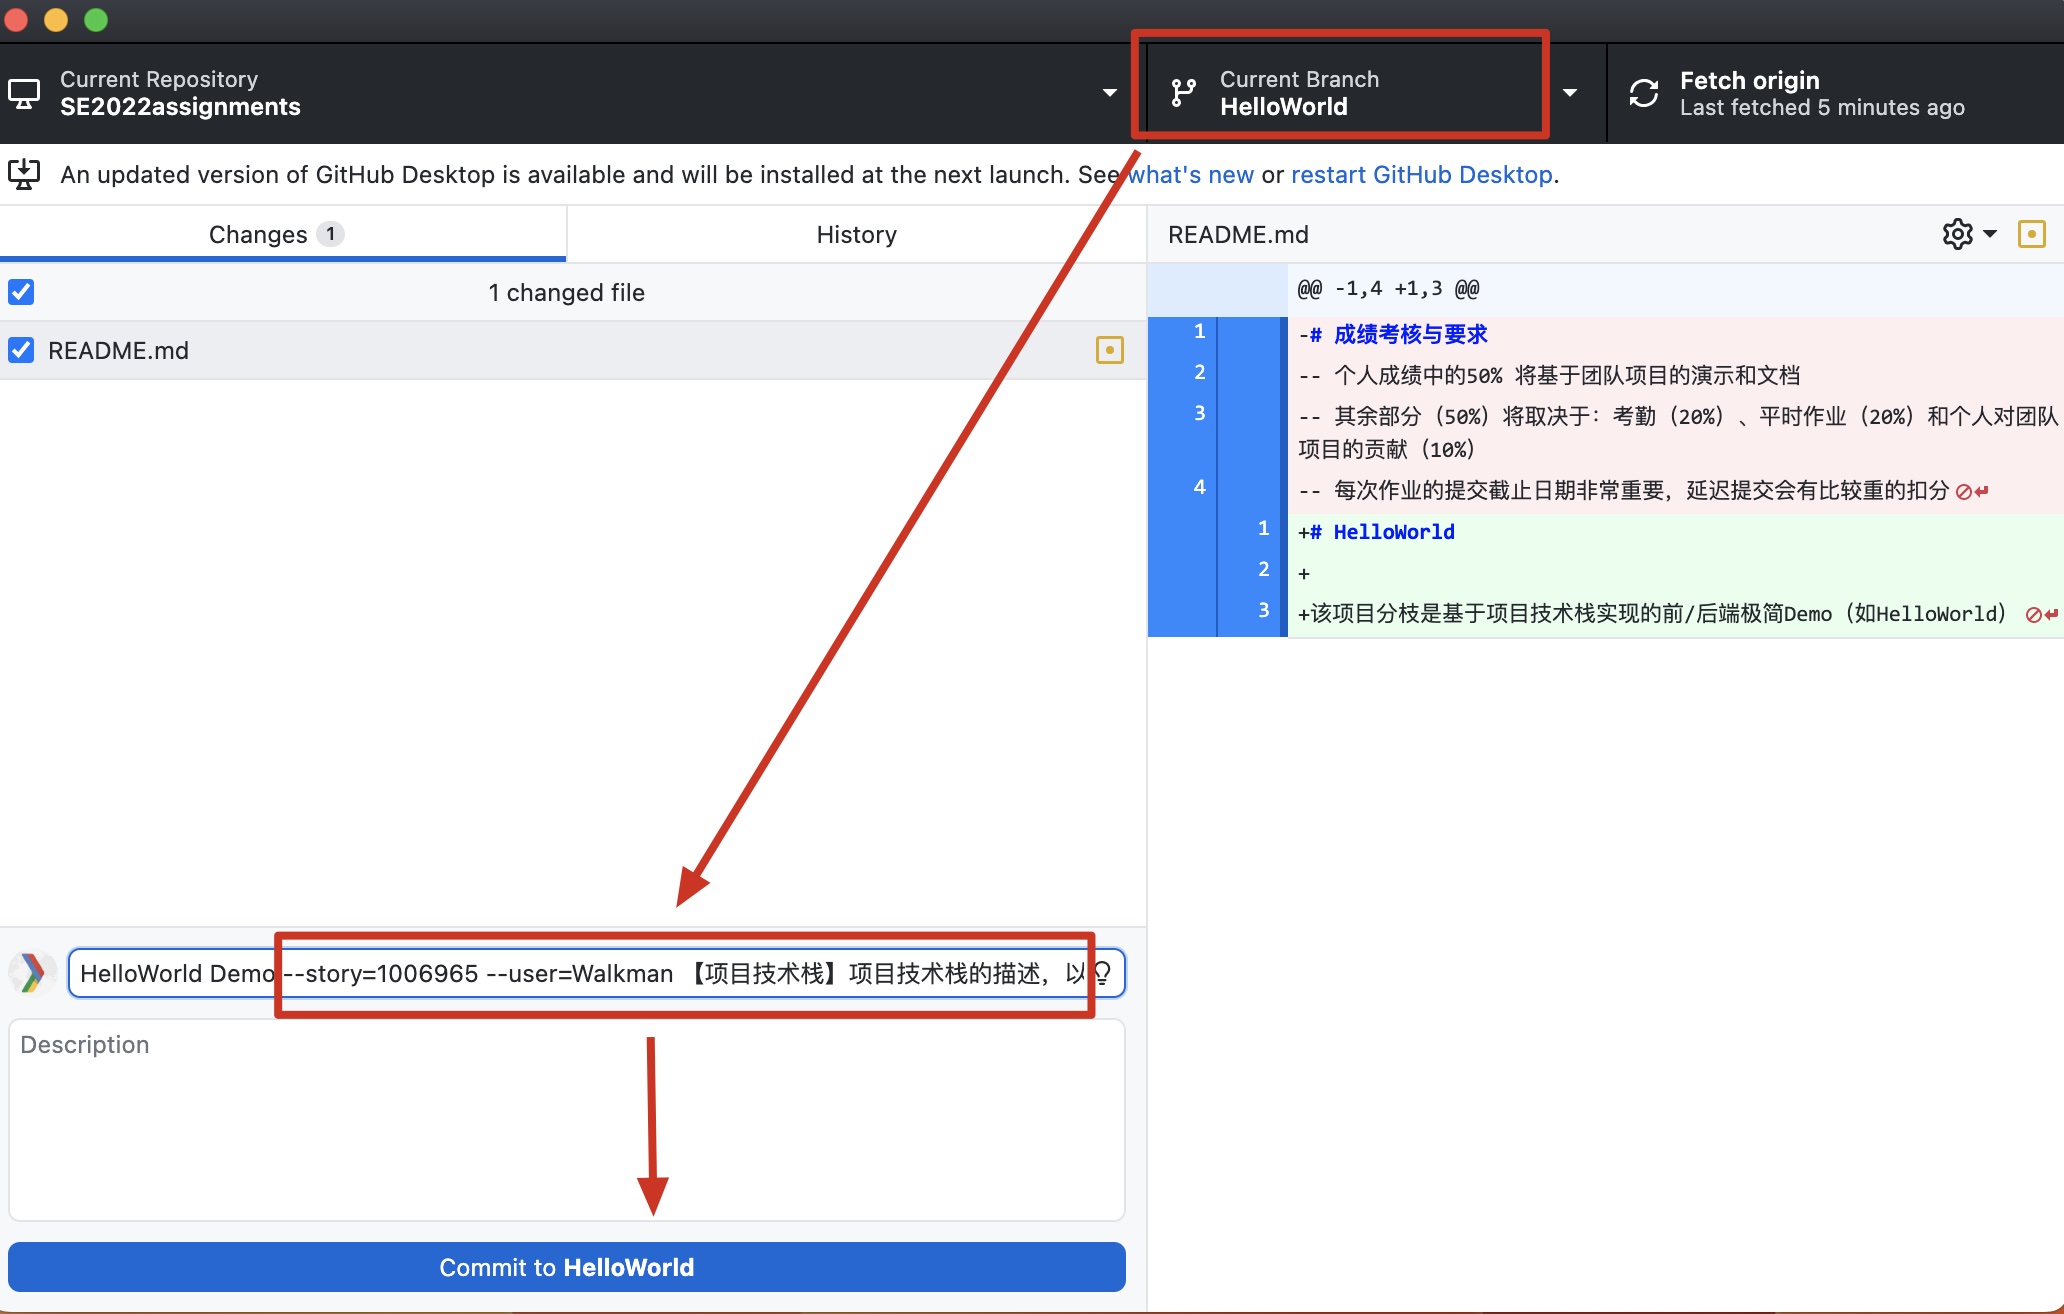 Current Repository
SE2022assignments
Current Branch
HelloWorld
Fetch origin
Last fetched 5 minutes ago
An updated version of GitHub Desktop is available and will be installed at the next launch. See what's new or restart GitHub Desktop.
Changes 1
History
1 changed file
README.md
README.md
@@ -1,4 +1,3 @@
1 -# 成绩考核与要求
2 -- 个人成绩中的50% 将基于团队项目的演示和文档
3 -- 其余部分（50%）将取决于：考勤（20%）、平时作业（20%）和个人对团队
项目的贡献（10%）
4 -- 每次作业的提交截止日期非常重要，延迟提交会有比较重的扣分
1 +# HelloWorld
2 +
3 +该项目分枝是基于项目技术栈实现的前/后端极简Demo（如HelloWorld）
HelloWorld Demo --story=1006965 --user=Walkman 【项目技术栈】项目技术栈的描述，以
Description
Commit to HelloWorld